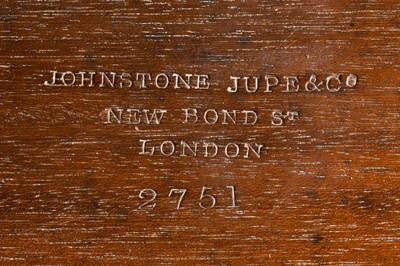 JOHNSTONE JUPE & Co
NEW BOND ST
LONDON
2751